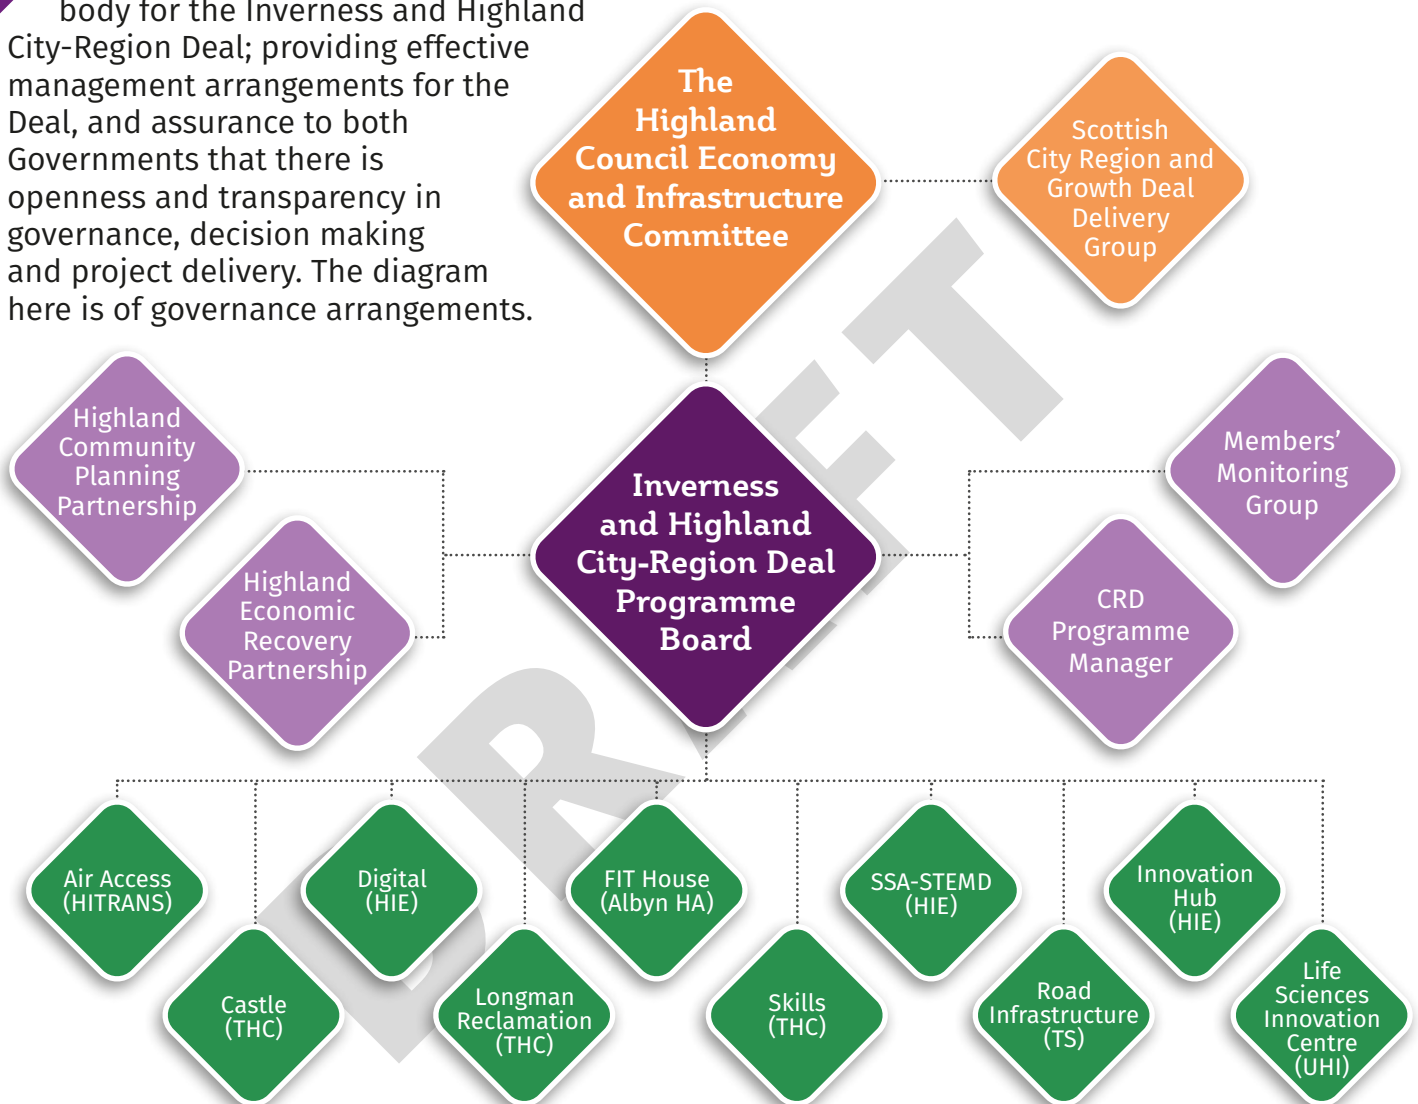 body for the Inverness and Highland
City-Region Deal; providing effective
management arrangements for the
Deal, and assurance to both
Governments that there is
openness and transparency in
governance, decision making
and project delivery. The diagram
here is of governance arrangements.
The
Highland
Council Economy
and Infrastructure
Committee
Scottish
City Region and
Growth Deal
Delivery
Group
Highland
Community
Planning
Partnership
Highland
Economic
Recovery
Partnership
Inverness
and Highland
City-Region Deal
Programme
Board
Members’
Monitoring
Group
CRD
Programme
Manager
Air Access
(HITRANS)
Castle
(THC)
Digital
(HIE)
Longman
Reclamation
(THC)
FIT House
(Albyn HA)
Skills
(THC)
SSA-STEMD
(HIE)
Road
Infrastructure
(TS)
Innovation
Hub
(HIE)
Life
Sciences
Innovation
Centre
(UHI)
DRAFT